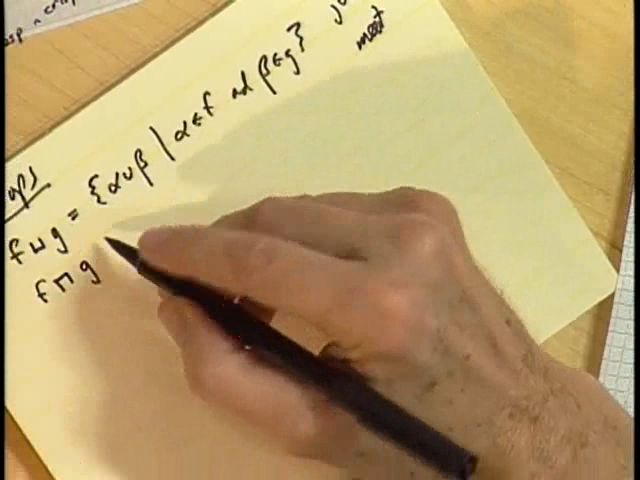 ops
f ⊔ g = {α ∪ β | α ∈ f and β ∈ g}
meet
f ⊓ g